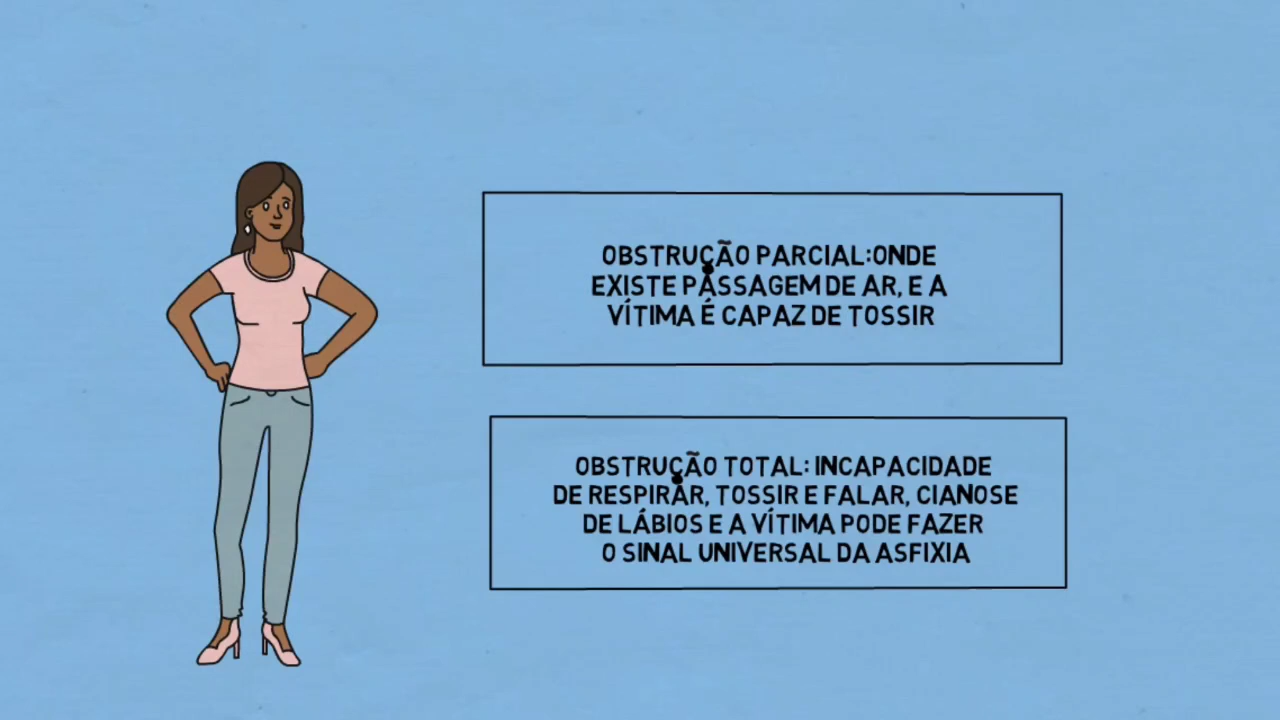 OBSTRUÇÃO PARCIAL:ONDE
EXISTE PASSAGEM DE AR, E A
VÍTIMA É CAPAZ DE TOSSIR
OBSTRUÇÃO TOTAL: INCAPACIDADE
DE RESPIRAR, TOSSIR E FALAR, CIANOSE
DE LÁBIOS E A VÍTIMA PODE FAZER
O SINAL UNIVERSAL DA ASFIXIA